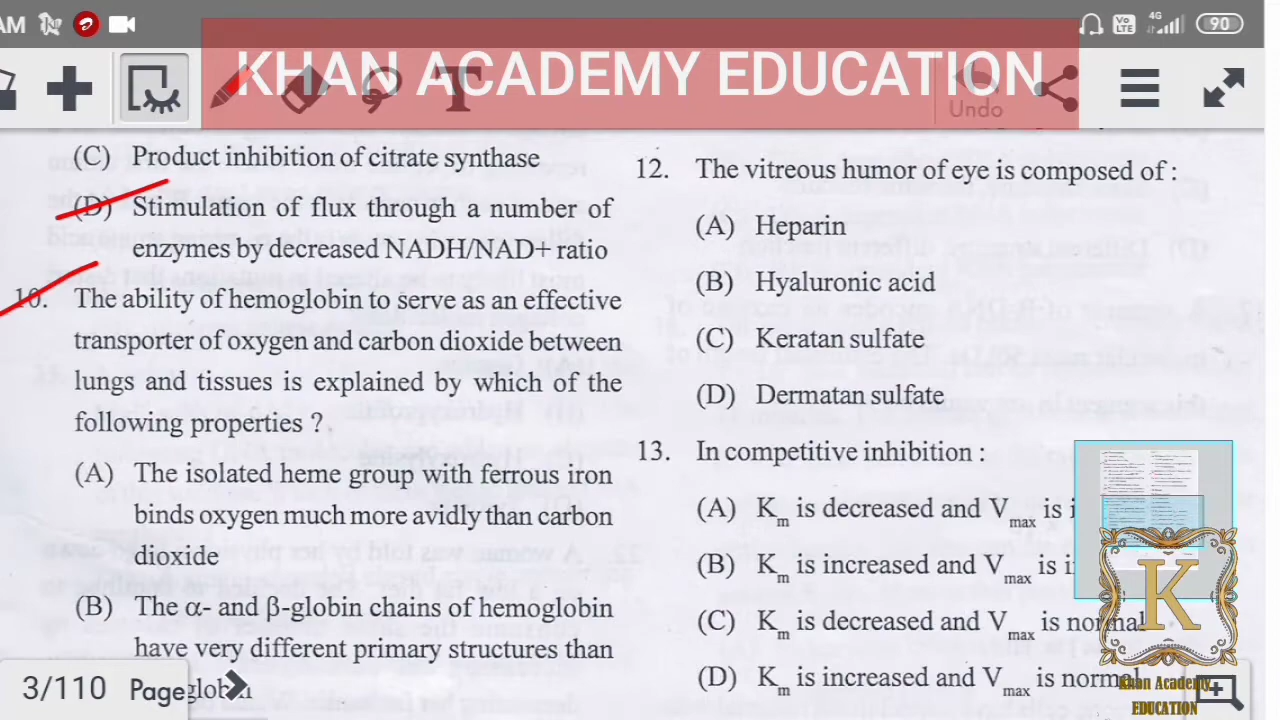 AM
Vo
LTE
4G
90
KHAN ACADEMY EDUCATION
T
Undo
(C) Product inhibition of citrate synthase
(D) Stimulation of flux through a number of
enzymes by decreased NADH/NAD+ ratio
10. The ability of hemoglobin to serve as an effective
transporter of oxygen and carbon dioxide between
lungs and tissues is explained by which of the
following properties ?
(A) The isolated heme group with ferrous iron
binds oxygen much more avidly than carbon
dioxide
(B) The α- and β-globin chains of hemoglobin
have very different primary structures than
3/110 Page
12. The vitreous humor of eye is composed of :
(A) Heparin
(B) Hyaluronic acid
(C) Keratan sulfate
(D) Dermatan sulfate
13. In competitive inhibition :
(A) Km is decreased and Vmax is
(B) Km is increased and Vmax is
(C) Km is decreased and Vmax is normal
(D) Km is increased and Vmax is normal
K
Khan Academy
EDUCATION